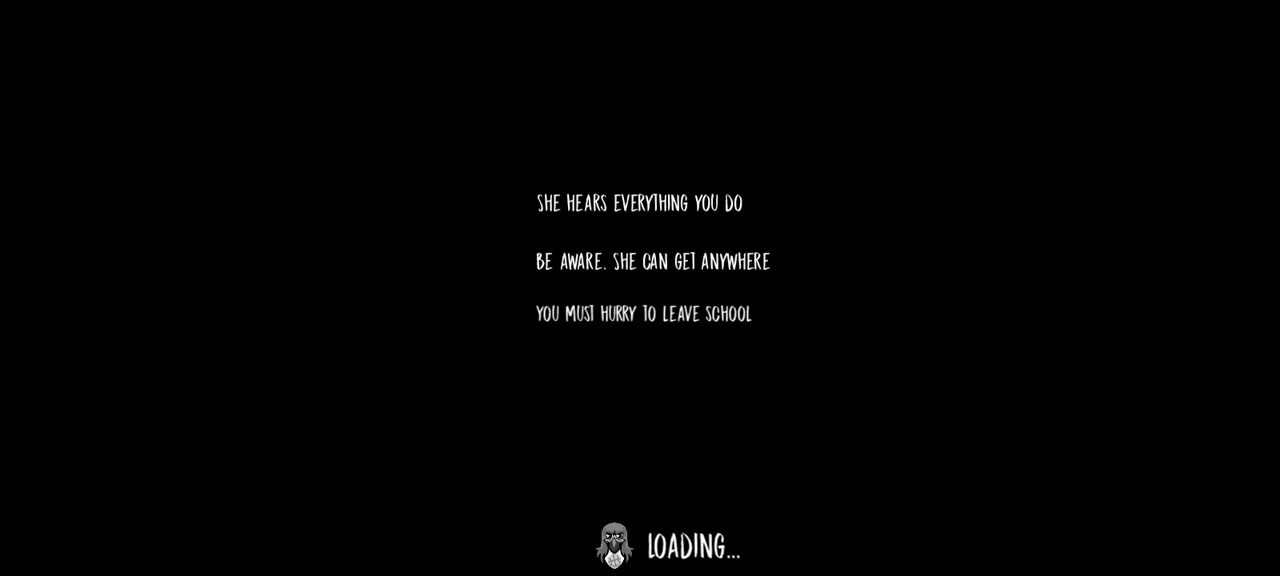 SHE HEARS EVERYTHING YOU DO
BE AWARE. SHE CAN GET ANYWHERE
YOU MUST HURRY TO LEAVE SCHOOL
LOADING...